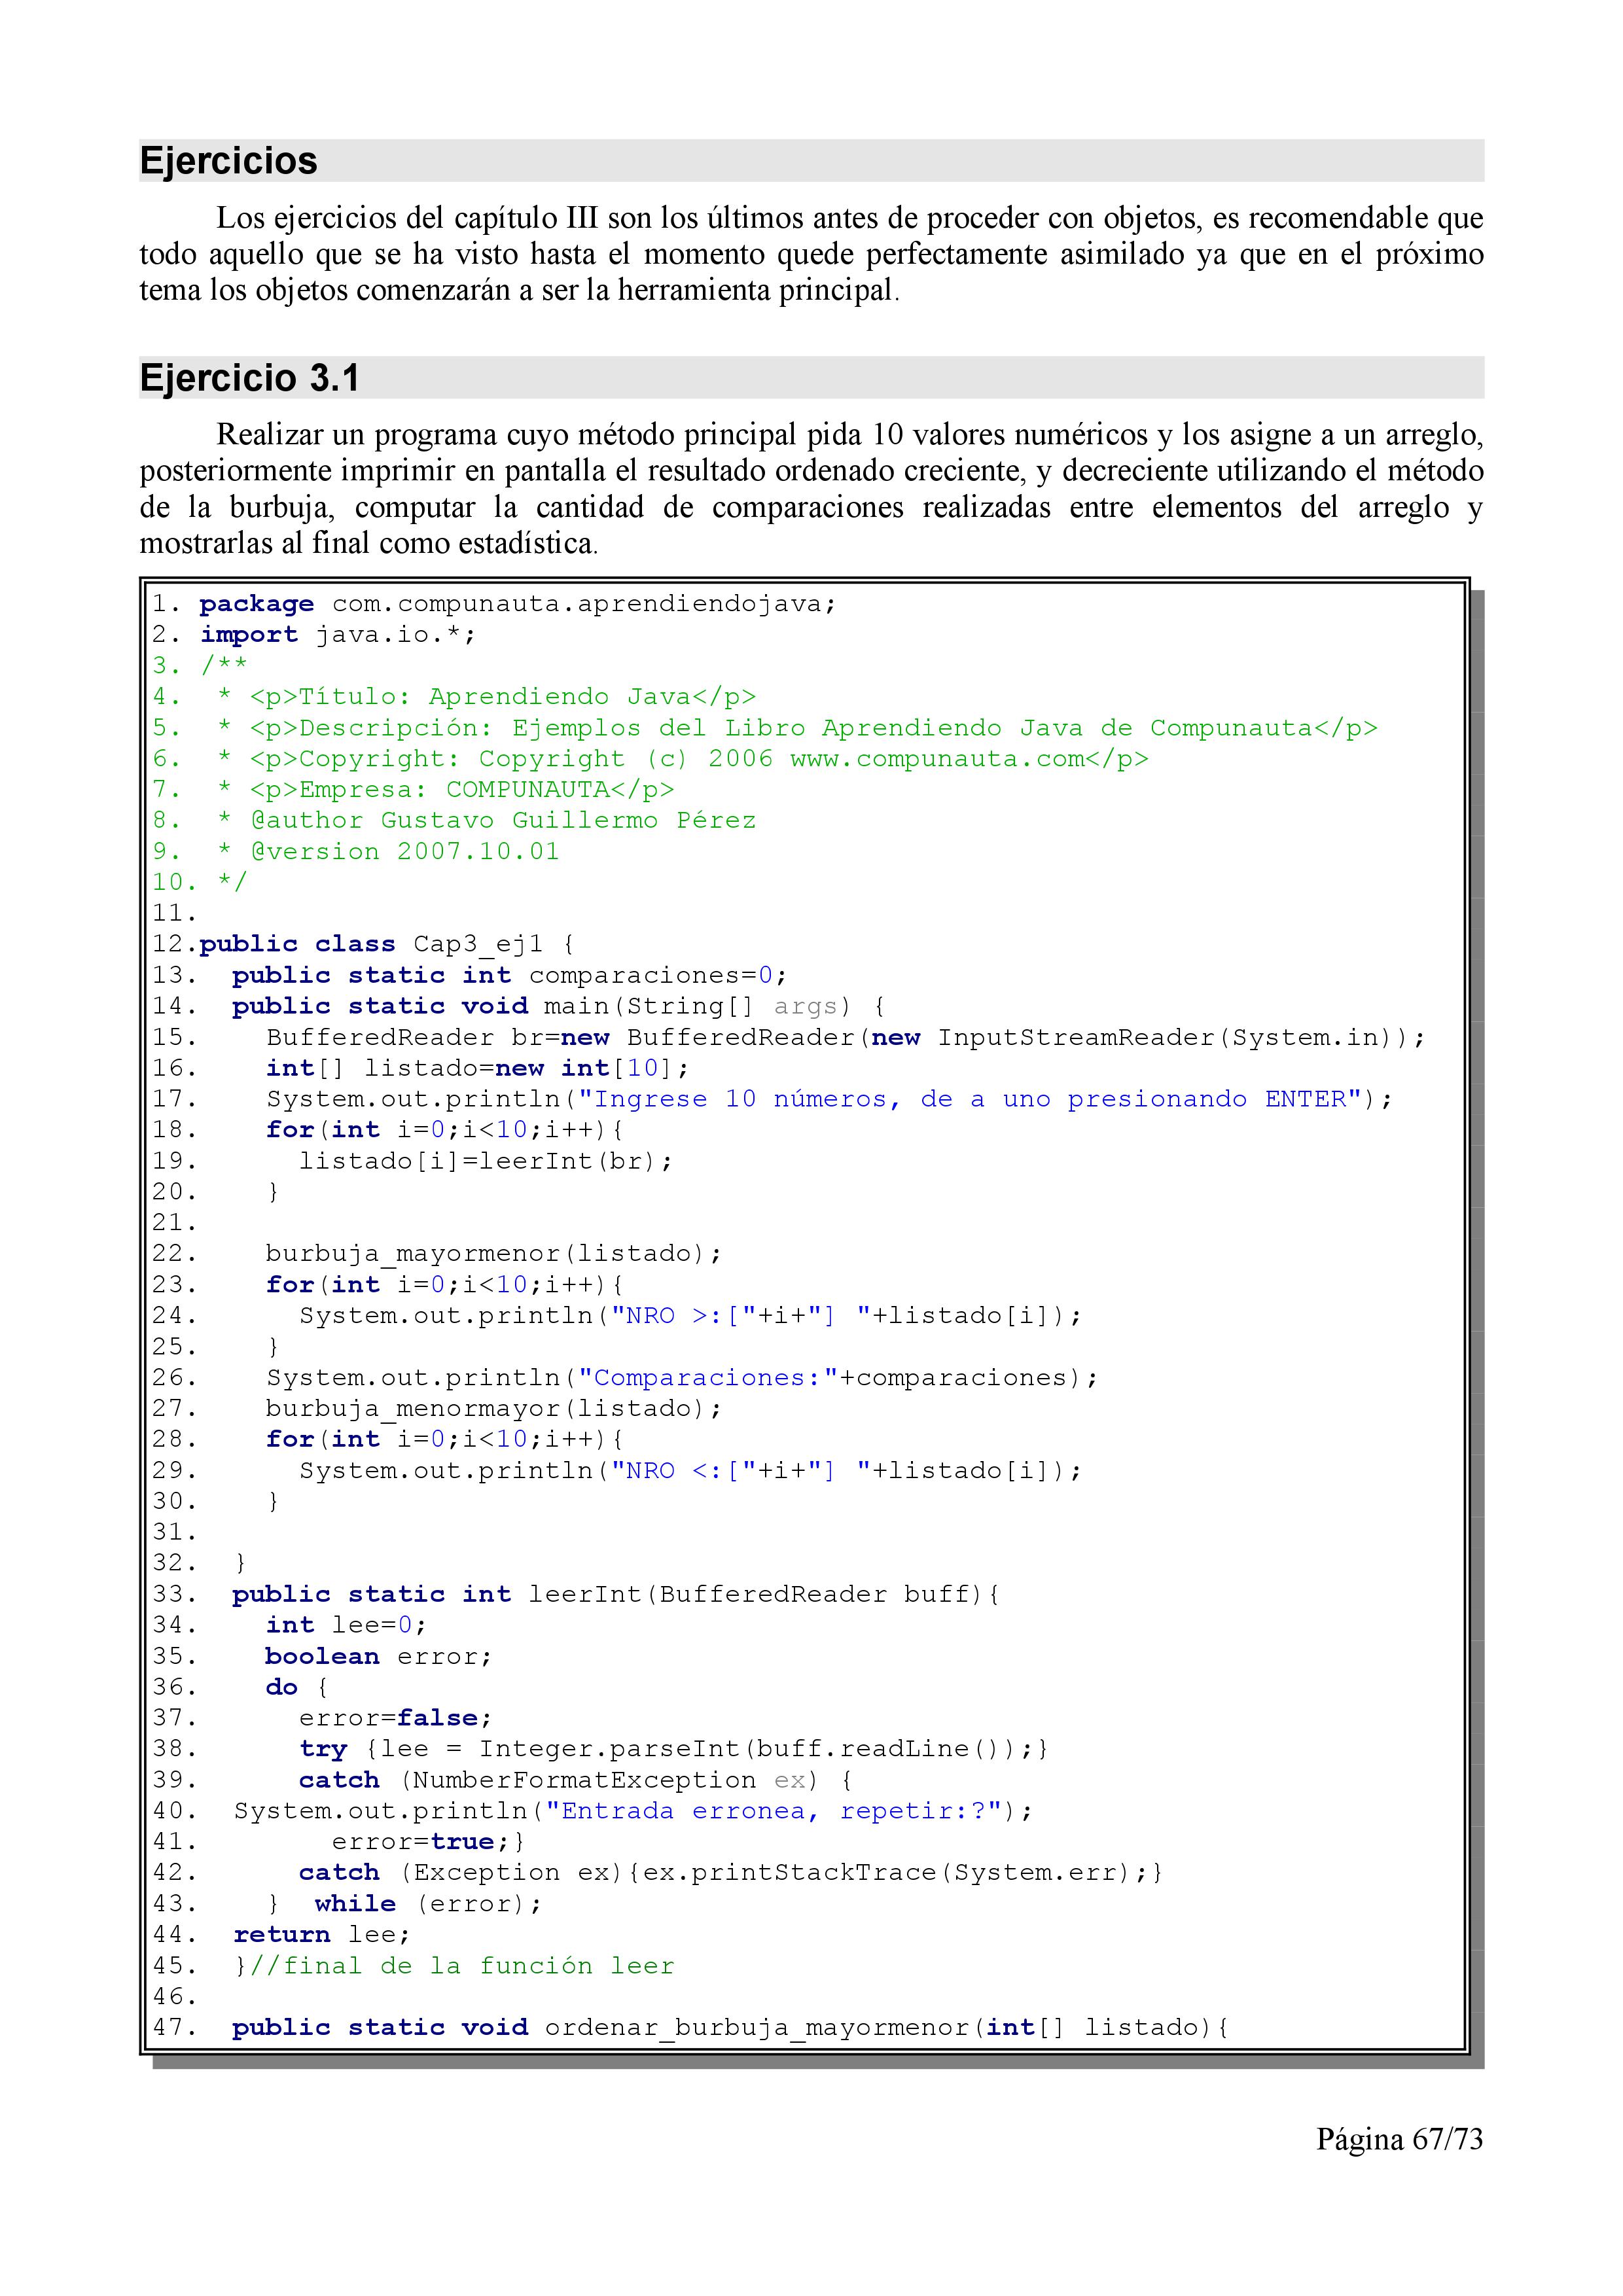 Ejercicios
Los ejercicios del capítulo III son los últimos antes de proceder con objetos, es recomendable que
todo aquello que se ha visto hasta el momento quede perfectamente asimilado ya que en el próximo
tema los objetos comenzarán a ser la herramienta principal.
Ejercicio 3.1
Realizar un programa cuyo método principal pida 10 valores numéricos y los asigne a un arreglo,
posteriormente imprimir en pantalla el resultado ordenado creciente, y decreciente utilizando el método
de la burbuja, computar la cantidad de comparaciones realizadas entre elementos del arreglo y
mostrarlas al final como estadística.
1. package com.compunauta.aprendiendojava;
2. import java.io.*;
3. /**
4.  * <p>Título: Aprendiendo Java</p>
5.  * <p>Descripción: Ejemplos del Libro Aprendiendo Java de Compunauta</p>
6.  * <p>Copyright: Copyright (c) 2006 www.compunauta.com</p>
7.  * <p>Empresa: COMPUNAUTA</p>
8.  * @author Gustavo Guillermo Pérez
9.  * @version 2007.10.01
10. */
11.
12.public class Cap3_ej1 {
13.  public static int comparaciones=0;
14.  public static void main(String[] args) {
15.    BufferedReader br=new BufferedReader(new InputStreamReader(System.in));
16.    int[] listado=new int[10];
17.    System.out.println("Ingrese 10 números, de a uno presionando ENTER");
18.    for(int i=0;i<10;i++){
19.      listado[i]=leerInt(br);
20.    }
21.
22.    burbuja_mayormenor(listado);
23.    for(int i=0;i<10;i++){
24.      System.out.println("NRO >:["+i+"] "+listado[i]);
25.    }
26.    System.out.println("Comparaciones:"+comparaciones);
27.    burbuja_menormayor(listado);
28.    for(int i=0;i<10;i++){
29.      System.out.println("NRO <:["+i+"] "+listado[i]);
30.    }
31.
32.  }
33.  public static int leerInt(BufferedReader buff){
34.    int lee=0;
35.    boolean error;
36.    do {
37.      error=false;
38.      try {lee = Integer.parseInt(buff.readLine());}
39.      catch (NumberFormatException ex) {
40.  System.out.println("Entrada erronea, repetir:?");
41.        error=true;}
42.      catch (Exception ex){ex.printStackTrace(System.err);}
43.    }  while (error);
44.  return lee;
45.  }//final de la función leer
46.
47.  public static void ordenar_burbuja_mayormenor(int[] listado){
Página 67/73